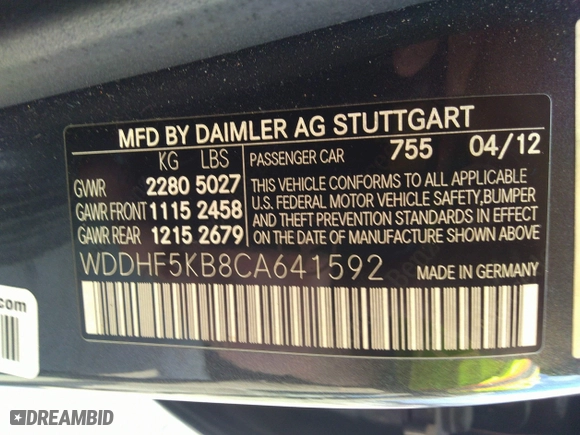 MFD BY DAIMLER AG STUTTGART
KG LBS
PASSENGER CAR 755 04/12
GVWR 2280 5027
GAWR FRONT 1115 2458
GAWR REAR 1215 2679
THIS VEHICLE CONFORMS TO ALL APPLICABLE
U.S. FEDERAL MOTOR VEHICLE SAFETY, BUMPER
AND THEFT PREVENTION STANDARDS IN EFFECT
ON THE DATE OF MANUFACTURE SHOWN ABOVE.
WDDHF5KB8CA641592 MADE IN GERMANY
.com
DREAMBID